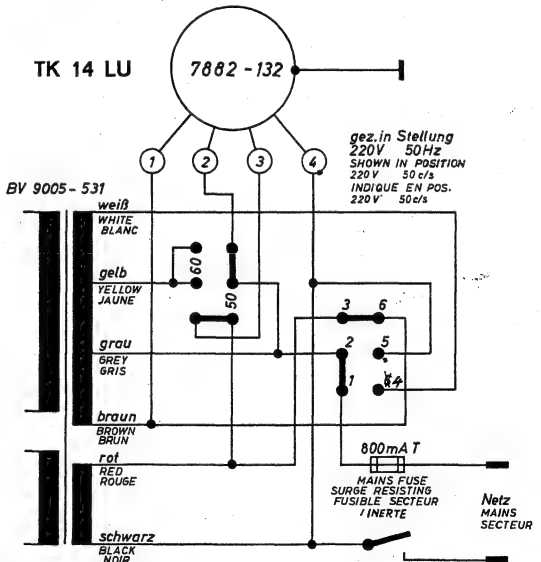 TK 14 LU
7882-132
1 2 3 4
gez. in Stellung
220V 50Hz
SHOWN IN POSITION
220V 50c/s
INDIQUE EN POS.
220V 50c/s
BV 9005-531
weiß
WHITE
BLANC
gelb
YELLOW
JAUNE
60
50
3 6
grau
GREY
GRIS
2 5
1 4
braun
BROWN
BRUN
rot
RED
ROUGE
800mA T
MAINS FUSE
SURGE RESISTING
FUSIBLE SECTEUR
/INERTE
Netz
MAINS
SECTEUR
schwarz
BLACK
NOIR